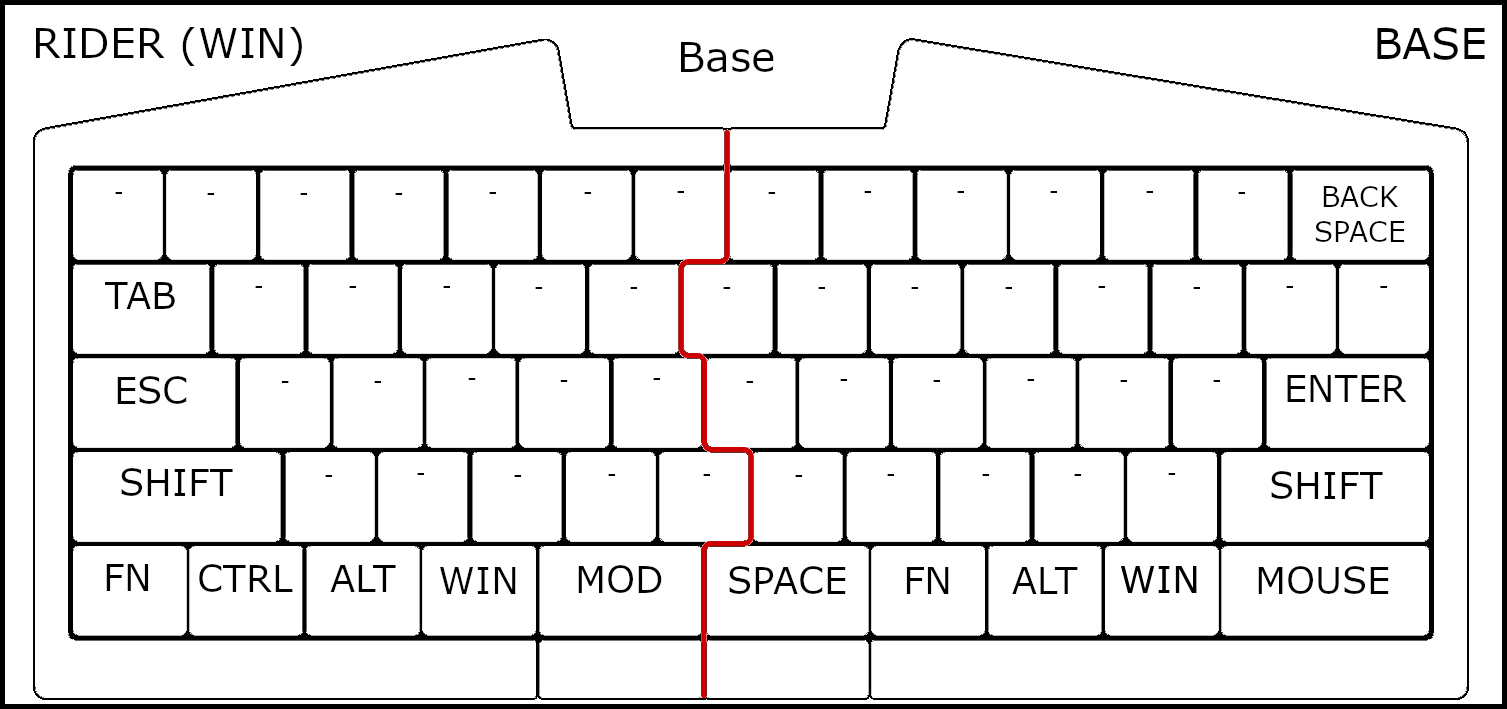 RIDER (WIN)
Base
BASE
- - - - - - - - - - - - - BACK
SPACE
TAB - - - - - - - - - - - - -
ESC - - - - - - - - - - - ENTER
SHIFT - - - - - - - - - - SHIFT
FN CTRL ALT WIN MOD SPACE FN ALT WIN MOUSE